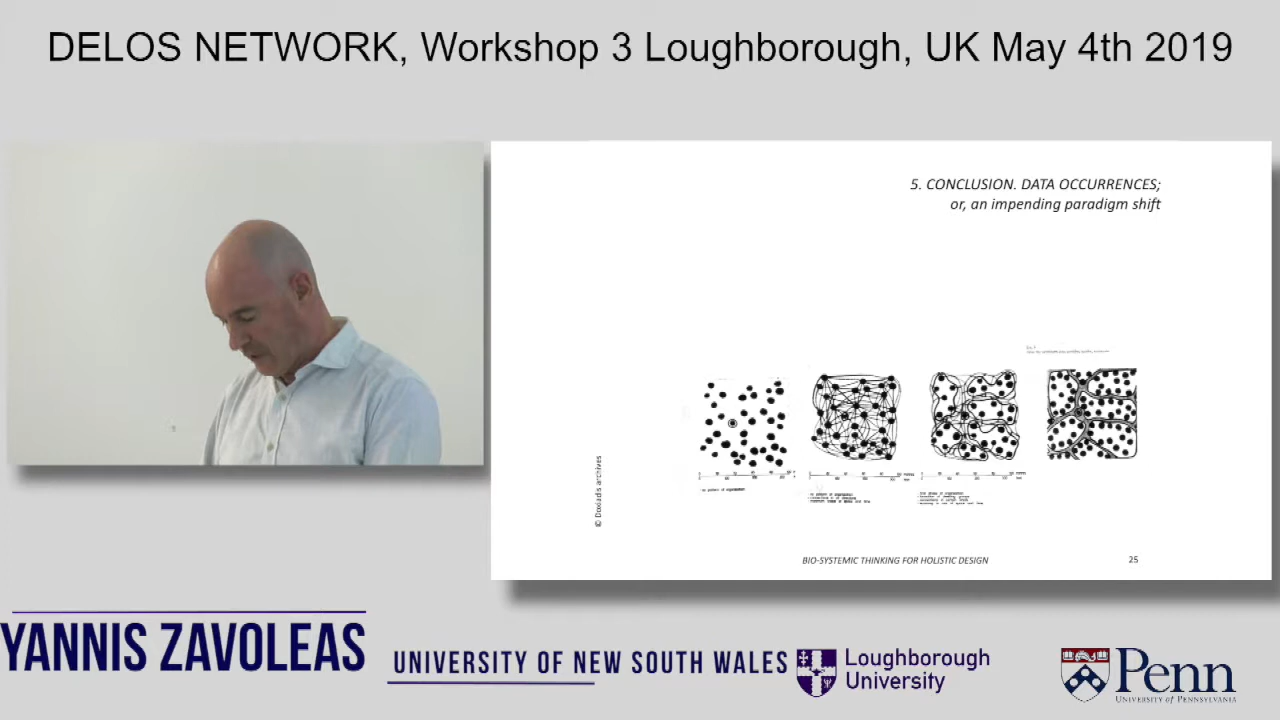 DELOS NETWORK, Workshop 3 Loughborough, UK May 4th 2019
5. CONCLUSION. DATA OCCURRENCES;
or, an impending paradigm shift
© Doxiadis archives
BIO-SYSTEMIC THINKING FOR HOLISTIC DESIGN
25
YANNIS ZAVOLEAS
UNIVERSITY OF NEW SOUTH WALES
Loughborough
University
Penn
UNIVERSITY of PENNSYLVANIA